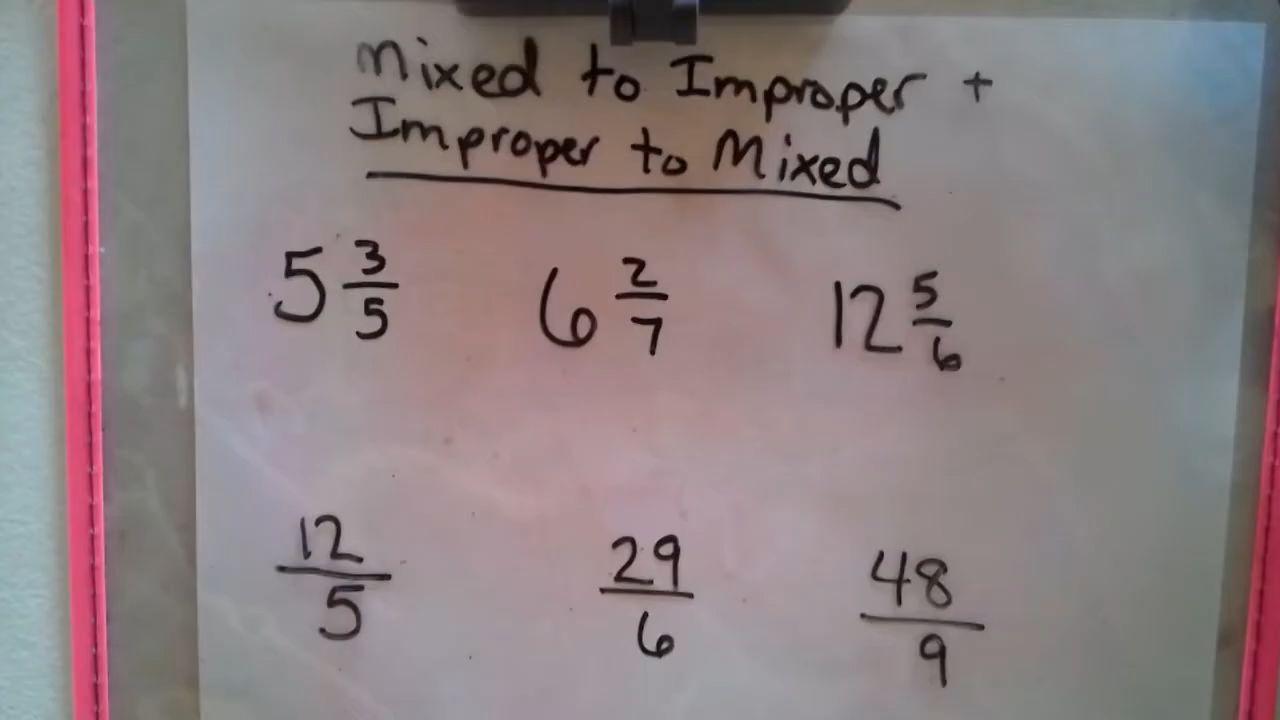 Mixed to Improper +
Improper to Mixed
5 3/5 6 2/7 12 5/6
12/5 29/6 48/9